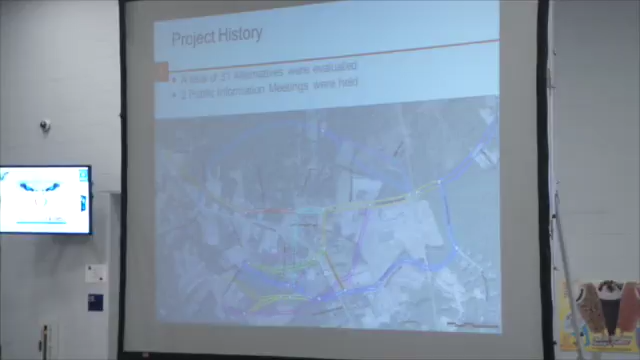 Project History
A total of 31 Alternatives were evaluated
2 Public Information Meetings were held